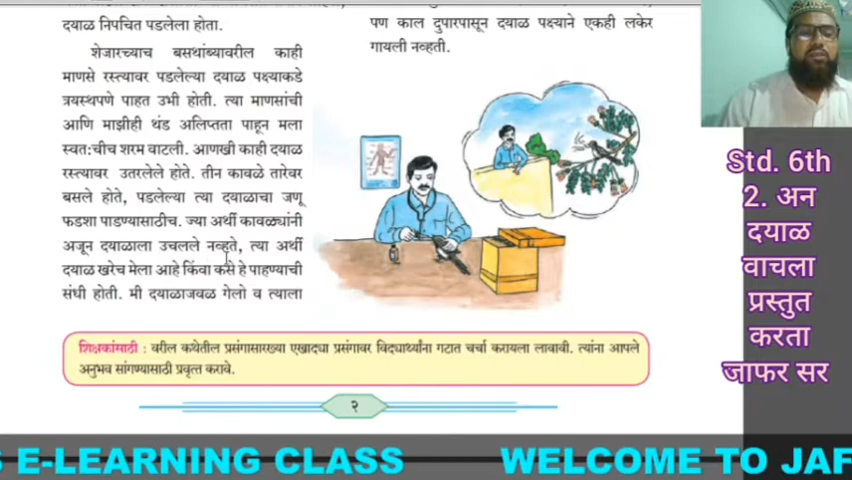 दयाळ निपचित पडलेला होता.
शेजारच्याच बसथांब्यावरील काही
माणसे रस्त्यावर पडलेल्या दयाळ पक्ष्याकडे
त्रयस्थपणे पाहत उभी होती. त्या माणसांची
आणि माझीही थंड अलिप्तता पाहून मला
स्वत:चीच शरम वाटली. आणखी काही दयाळ
रस्त्यावर उतरलेले होते. तीन कावळे तारेवर
बसले होते, पडलेल्या त्या दयाळाचा जणू
फडशा पाडण्यासाठीच. ज्या अर्थी कावळ्यांनी
अजून दयाळाला उचलले नव्हते, त्या अर्थी
दयाळ खरेच मेला आहे किंवा कसे हे पाहण्याची
संधी होती. मी दयाळाजवळ गेलो व त्याला
पण काल दुपारपासून दयाळ पक्ष्याने एकही लकेर
गायली नव्हती.
शिक्षकांसाठी : वरील कथेतील प्रसंगासारख्या एखाद्या प्रसंगावर विद्यार्थ्यांना गटात चर्चा करायला लावावी. त्यांना आपले
अनुभव सांगण्यासाठी प्रवृत्त करावे.
२
Std. 6th
2. अन
दयाळ
वाचला
प्रस्तुत
करता
जाफर सर
S E-LEARNING CLASS WELCOME TO JAF